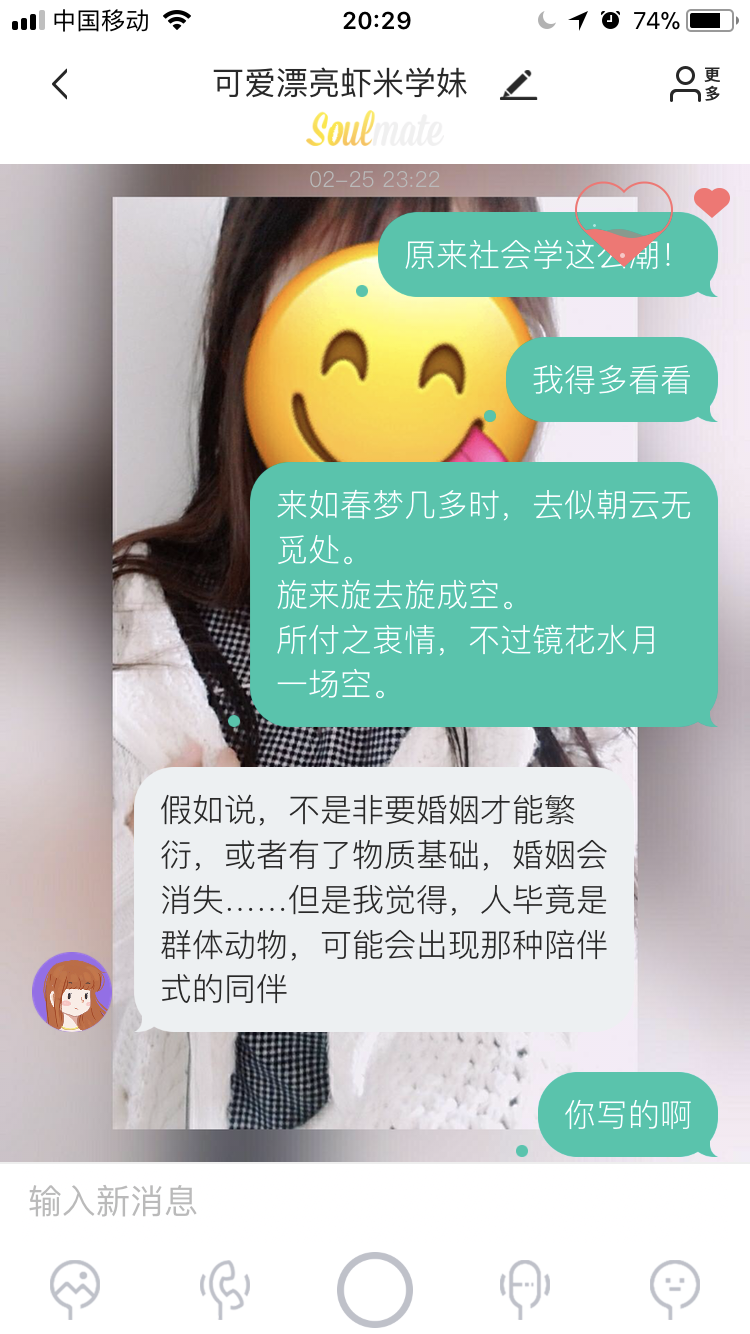 中国移动
20:29
74%
可爱漂亮虾米学妹
更多
Soulmate
02-25 23:22
原来社会学这么潮！
我得多看看
来如春梦几多时，去似朝云无
觅处。
旋来旋去旋成空。
所付之衷情，不过镜花水月
一场空。
假如说，不是非要婚姻才能繁
衍，或者有了物质基础，婚姻会
消失……但是我觉得，人毕竟是
群体动物，可能会出现那种陪伴
式的同伴
你写的啊
输入新消息